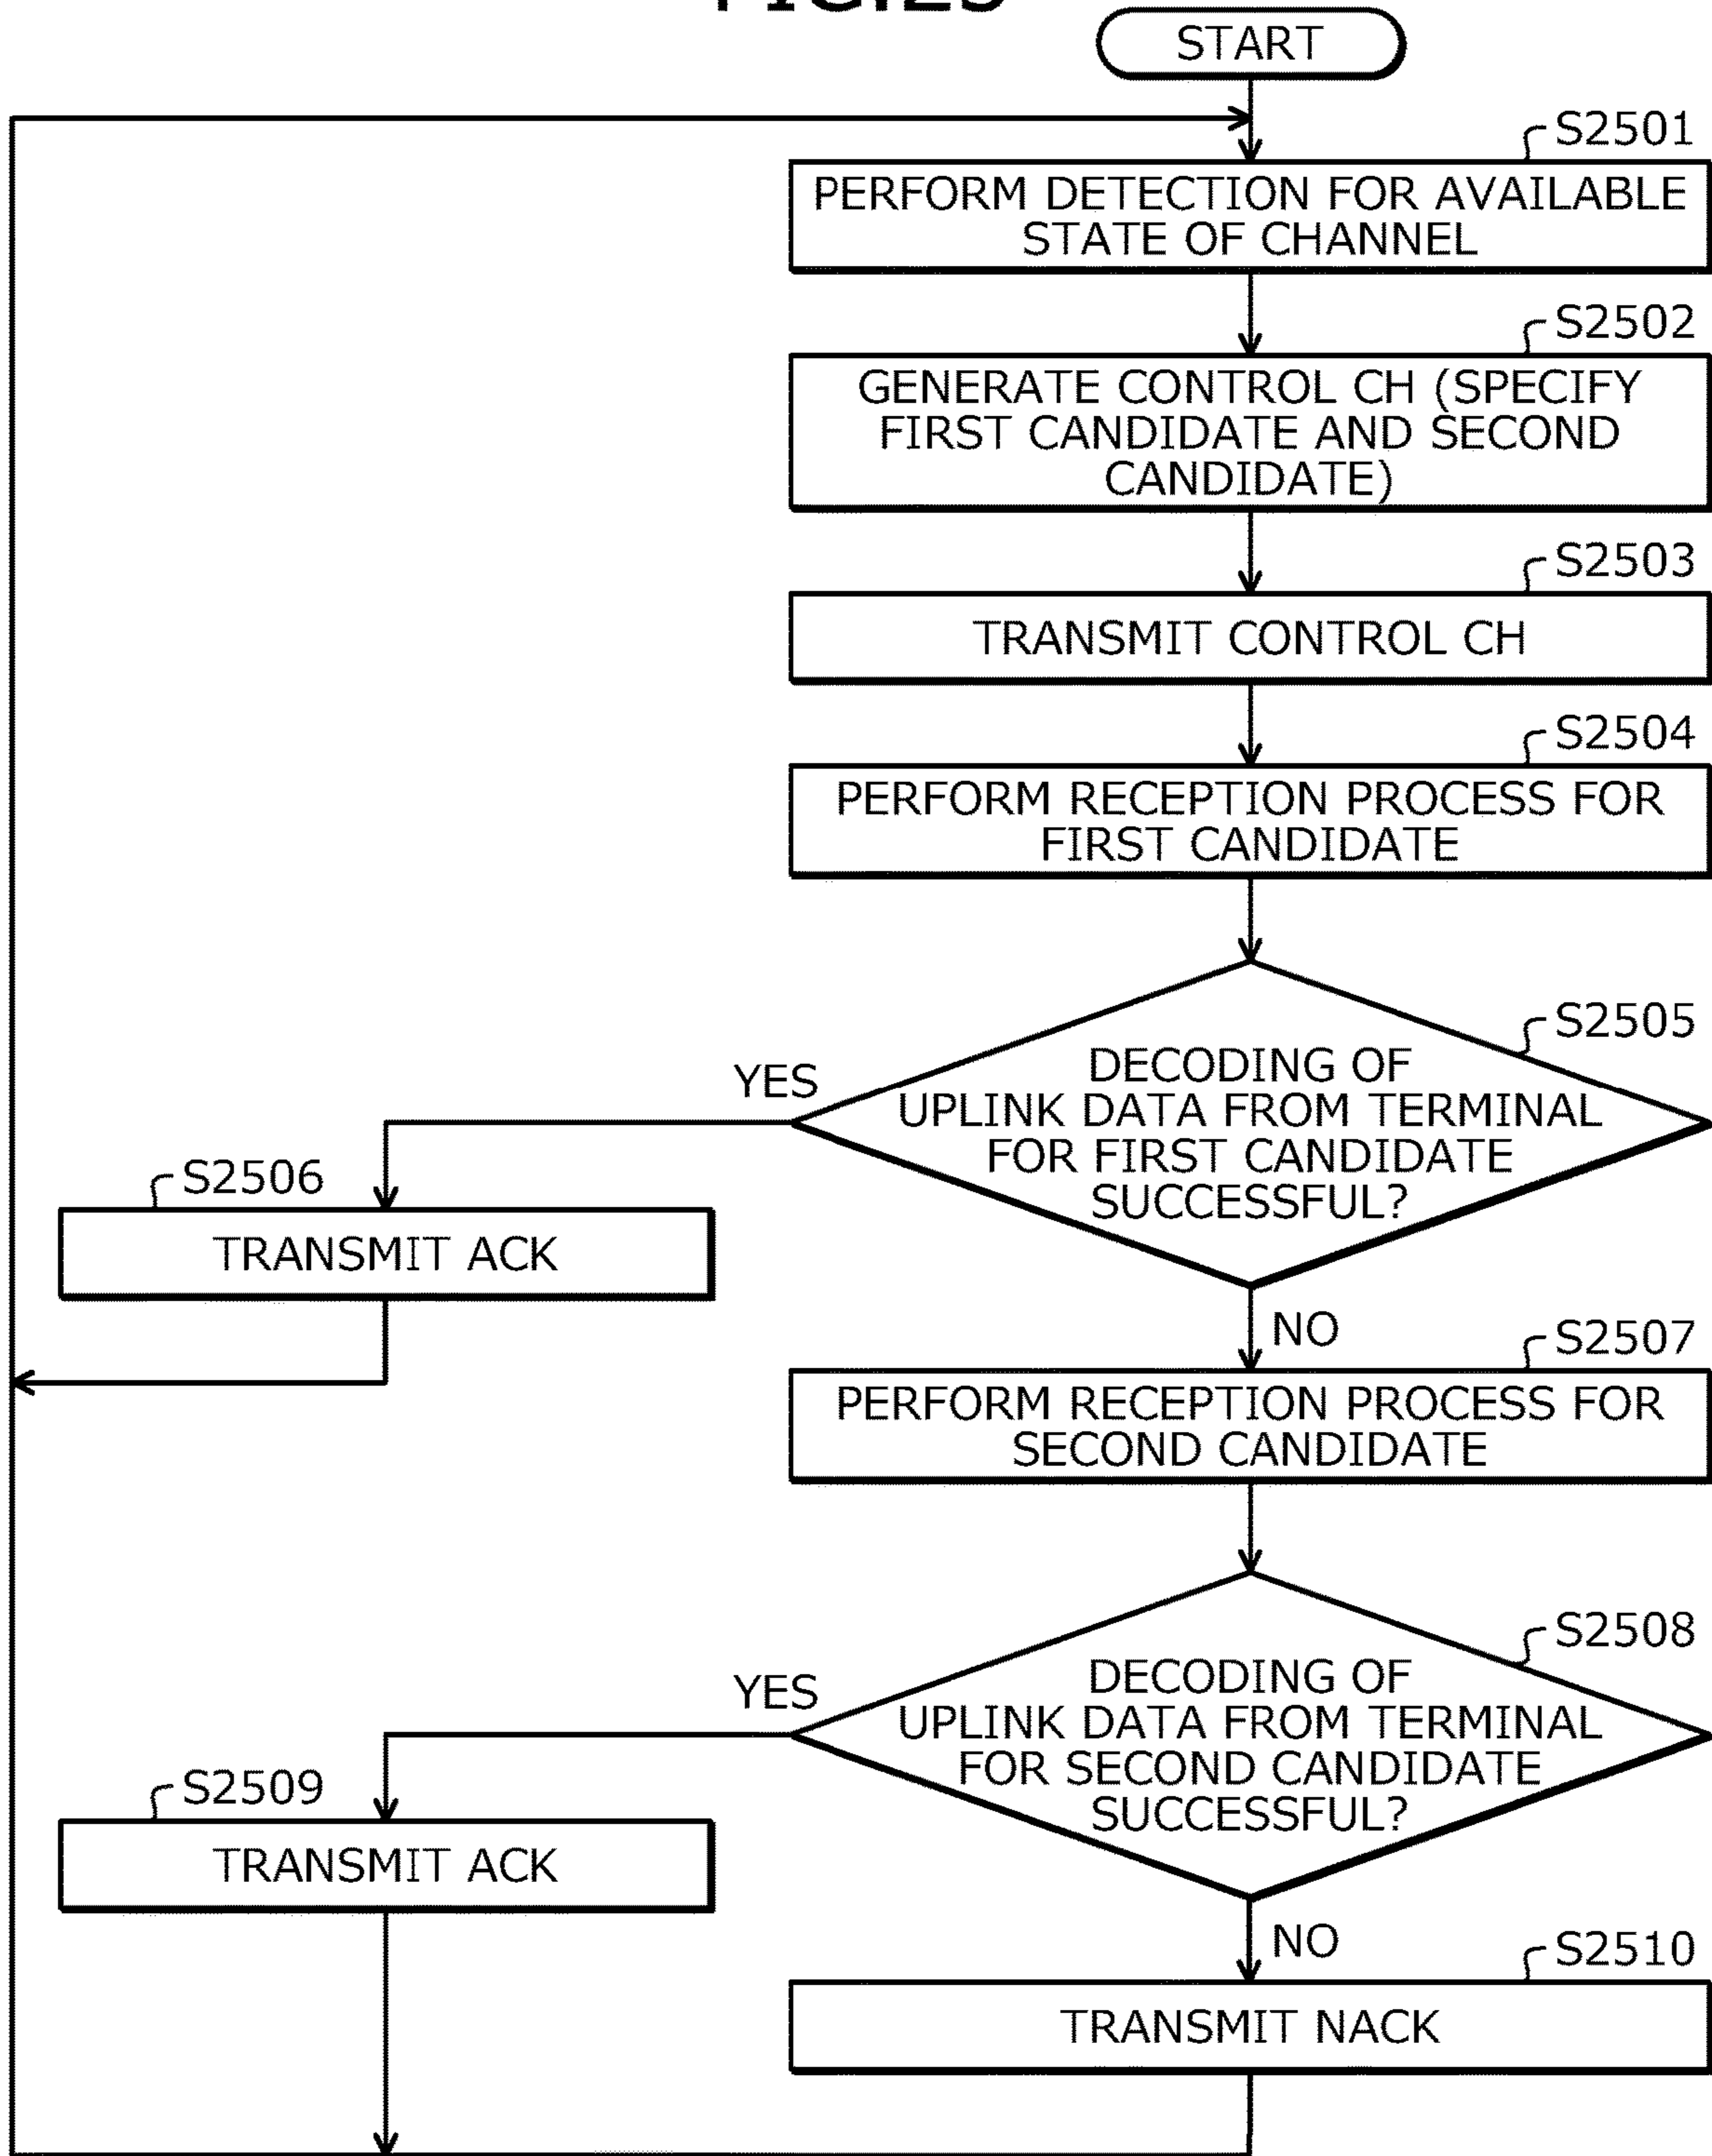 START
S2501
PERFORM DETECTION FOR AVAILABLE
STATE OF CHANNEL
S2502
GENERATE CONTROL CH (SPECIFY
FIRST CANDIDATE AND SECOND
CANDIDATE)
S2503
TRANSMIT CONTROL CH
S2504
PERFORM RECEPTION PROCESS FOR
FIRST CANDIDATE
S2505
DECODING OF
UPLINK DATA FROM TERMINAL
FOR FIRST CANDIDATE
SUCCESSFUL?
YES
S2506
TRANSMIT ACK
NO
S2507
PERFORM RECEPTION PROCESS FOR
SECOND CANDIDATE
S2508
DECODING OF
UPLINK DATA FROM TERMINAL
FOR SECOND CANDIDATE
SUCCESSFUL?
YES
S2509
TRANSMIT ACK
NO
S2510
TRANSMIT NACK